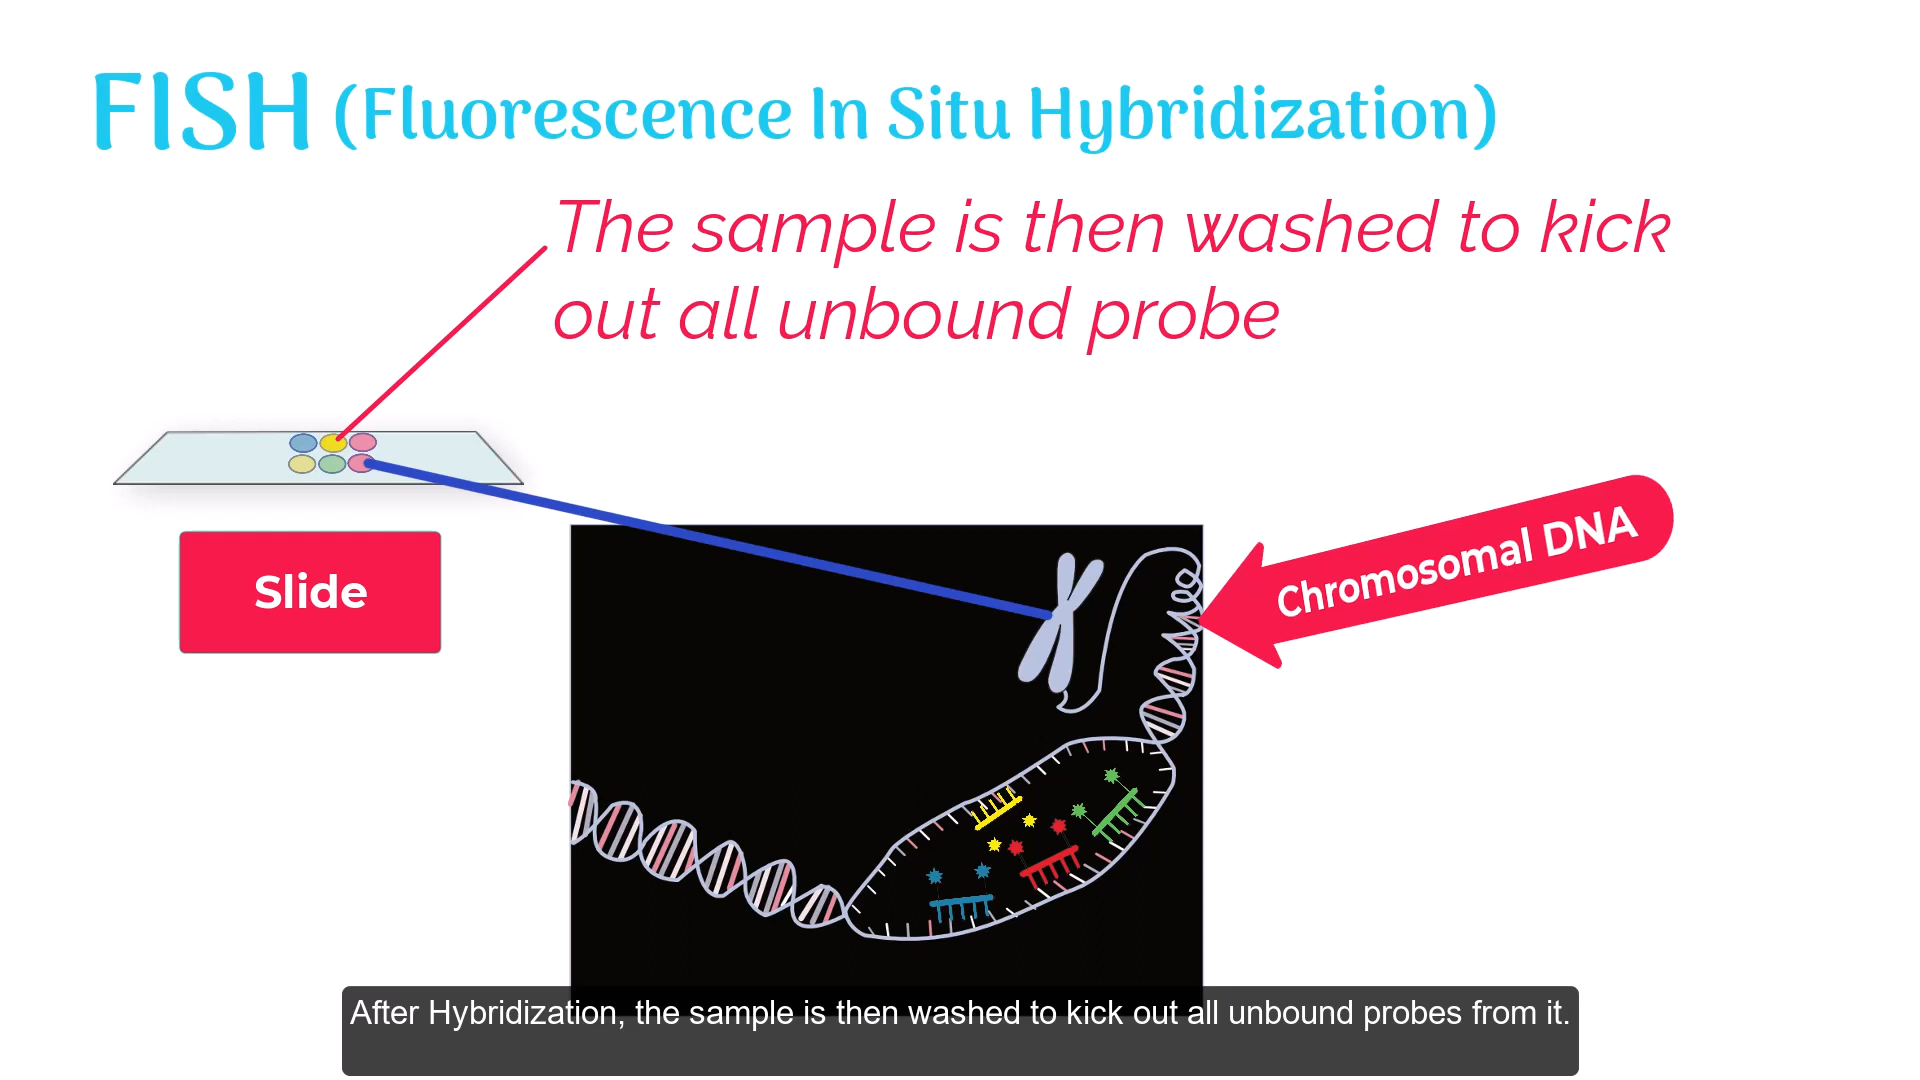 FISH (Fluorescence In Situ Hybridization)
The sample is then washed to kick
out all unbound probe
Slide
Chromosomal DNA
After Hybridization, the sample is then washed to kick out all unbound probes from it.